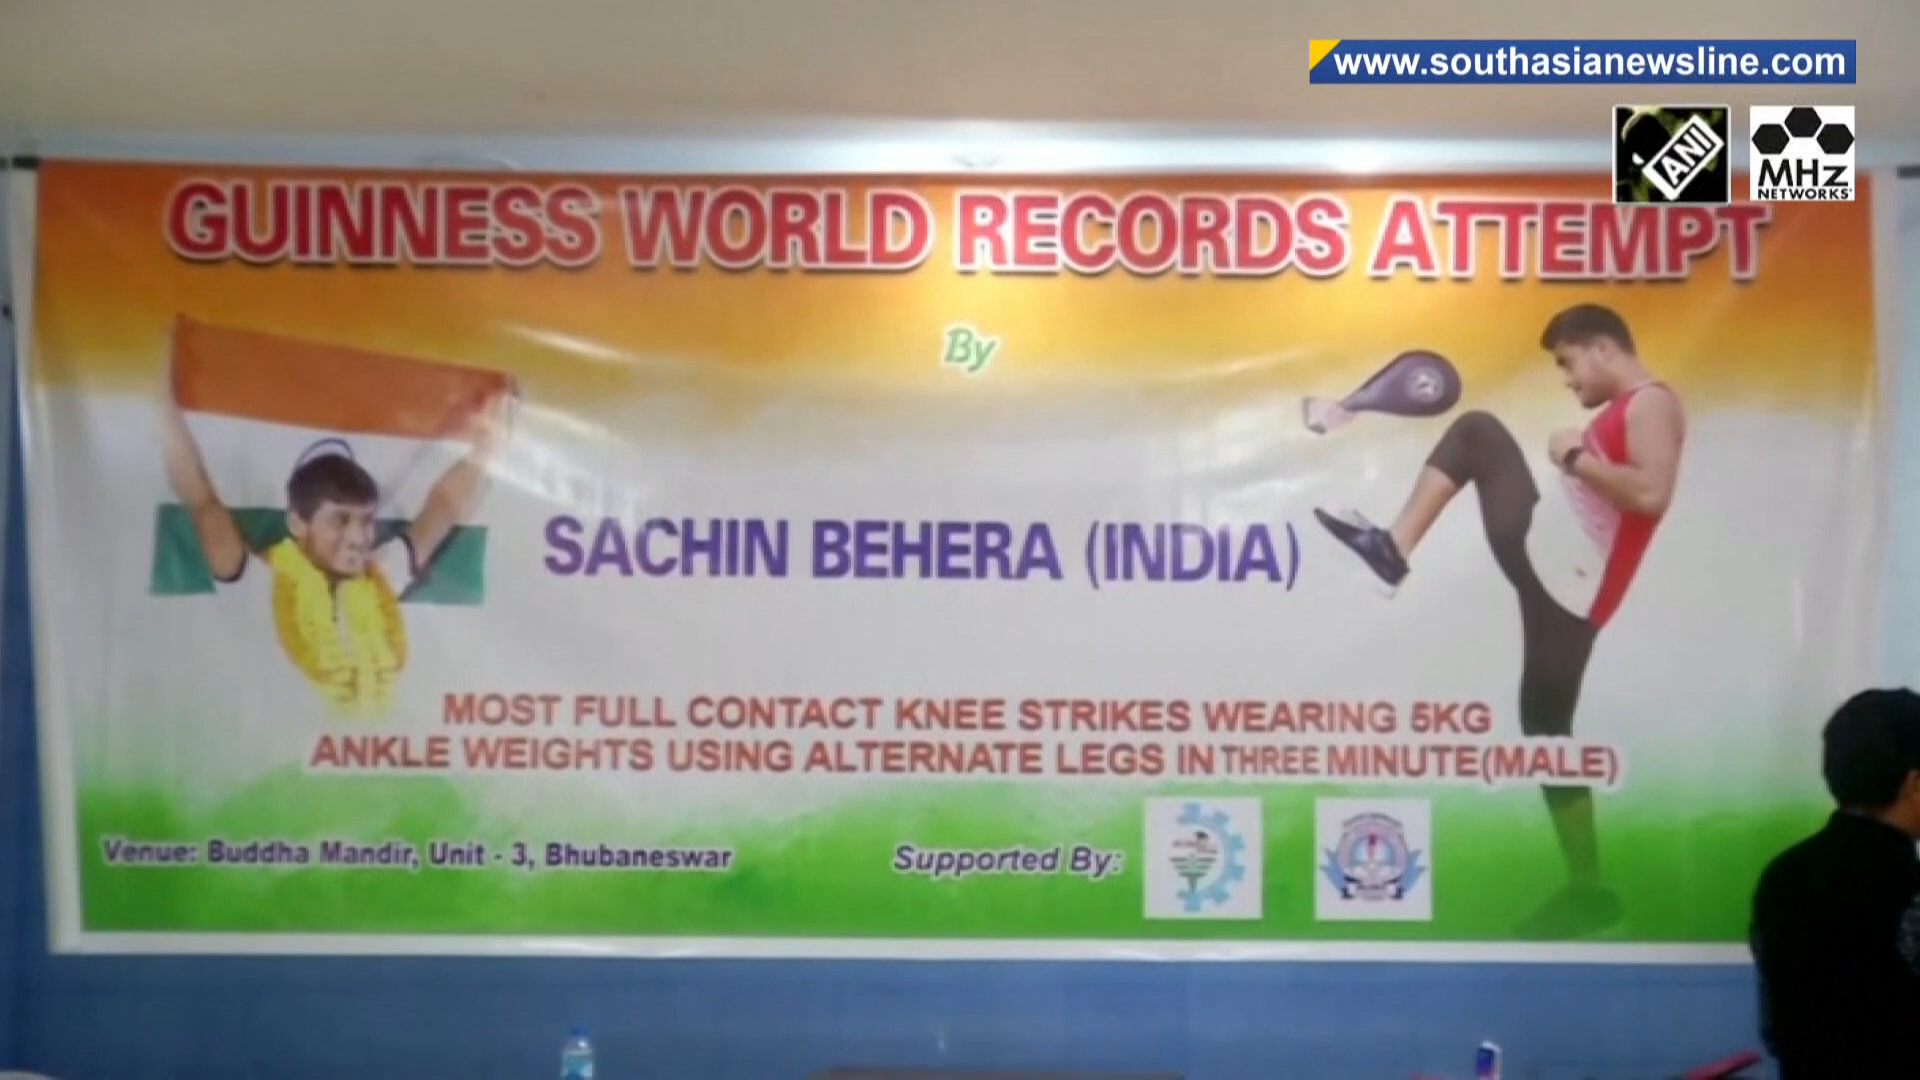 www.southasianewsline.com
ANI
MHz
NETWORKS
GUINNESS WORLD RECORDS ATTEMPT
By
SACHIN BEHERA (INDIA)
MOST FULL CONTACT KNEE STRIKES WEARING 5KG
ANKLE WEIGHTS USING ALTERNATE LEGS IN THREE MINUTE(MALE)
Venue: Buddha Mandir, Unit - 3, Bhubaneswar
Supported By: